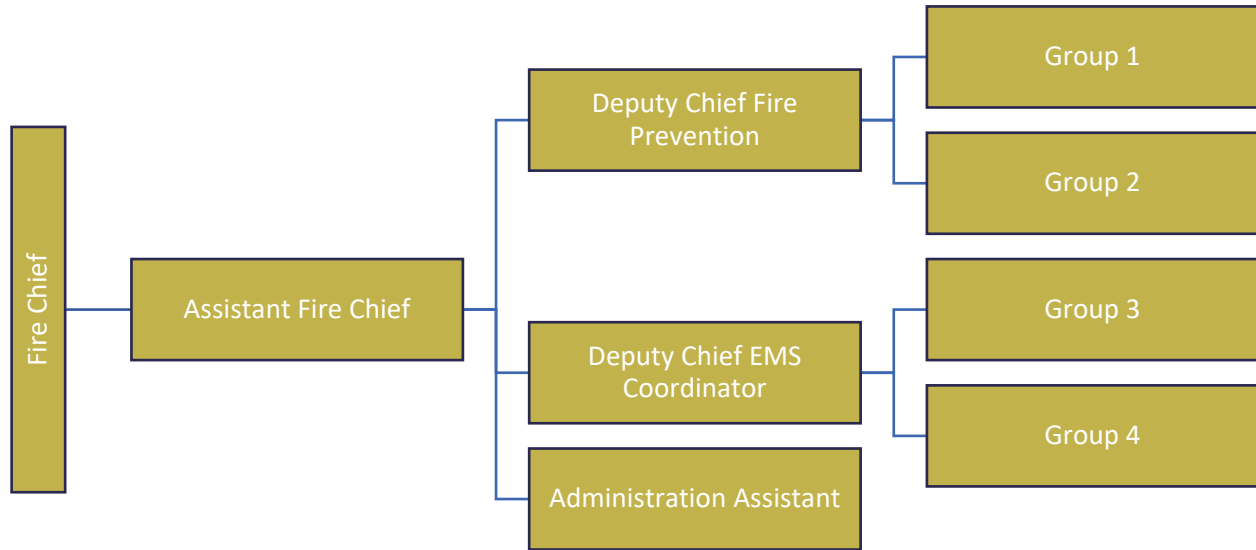 Fire Chief
Assistant Fire Chief
Deputy Chief Fire
Prevention
Group 1
Group 2
Deputy Chief EMS
Coordinator
Group 3
Group 4
Administration Assistant